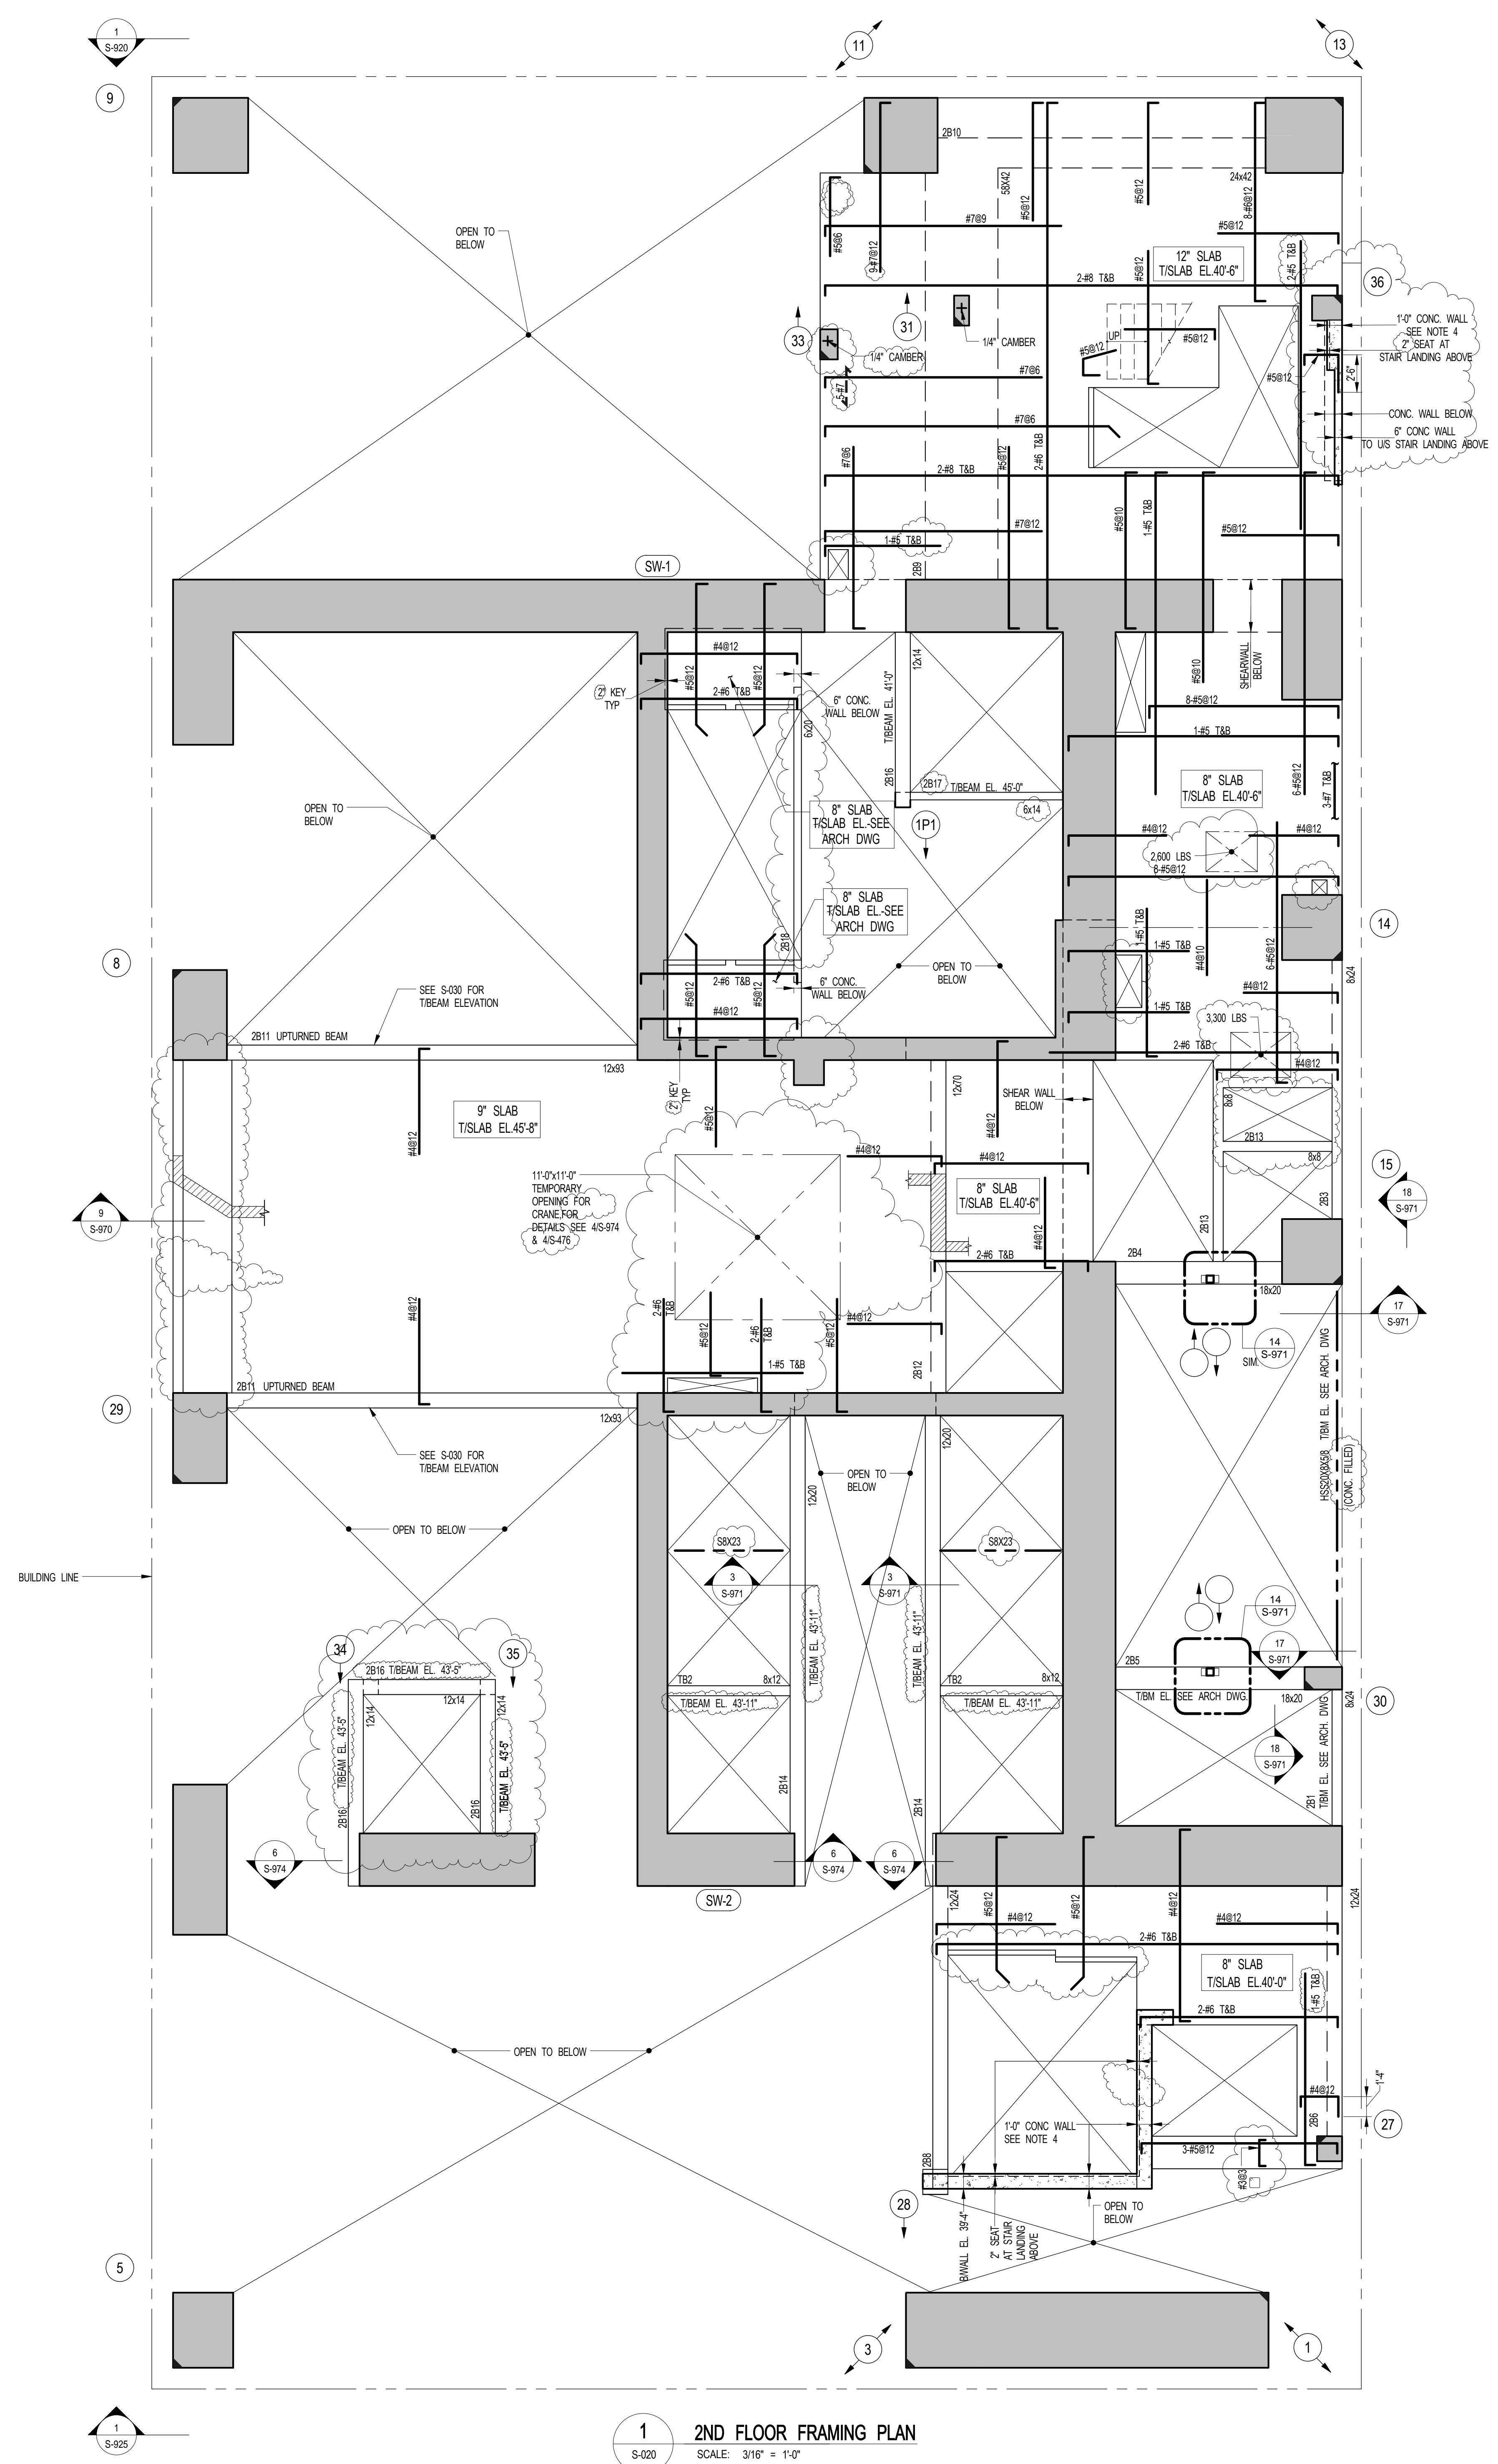 1
S-920
11
13
9
2B10
58X42
24x42
8-#6@12
#5@12
#5@12
#5@12
#7@9
#5@6
9-#7@12
#5@12
2-#5 T&B
OPEN TO
BELOW
12" SLAB
T/SLAB EL.40'-6"
2-#8 T&B
36
33
31
1/4" CAMBER
1/4" CAMBER
#5@12
UP
#5@12
#5@12
1'-0" CONC. WALL
SEE NOTE 4
2" SEAT AT
STAIR LANDING ABOVE
#5@12
2'-6"
5-#7
#7@6
#7@6
CONC. WALL BELOW
6" CONC WALL
TO U/S STAIR LANDING ABOVE
#7@6
2-#8 T&B
#5@12
2-#6 T&B
#7@12
1-#5 T&B
2B9
#5@10
1-#5 T&B
#5@10
#5@12
SW-1
SHEARWALL
BELOW
#4@12
#5@12
#5@12
2-#6 T&B
2" KEY
TYP
6" CONC.
WALL BELOW
6x20
T/BEAM EL. 41'-0"
12x14
2B16
2B17
T/BEAM EL. 45'-0"
6x14
8-#5@12
1-#5 T&B
8" SLAB
T/SLAB EL.40'-6"
6-#5@12
3-#7 T&B
OPEN TO
BELOW
8" SLAB
T/SLAB EL.-SEE
ARCH DWG
1P1
#4@12
#4@12
2,600 LBS
8-#5@12
8" SLAB
T/SLAB EL.-SEE
ARCH DWG
14
8
2B18
1-#5 T&B
1-#5 T&B
#4@10
6-#5@12
8x24
OPEN TO
BELOW
2-#6 T&B
#5@12
#5@12
6" CONC.
WALL BELOW
#4@12
#4@12
1-#5 T&B
3,300 LBS
SEE S-030 FOR
T/BEAM ELEVATION
2B11 UPTURNED BEAM
12x93
2-#6 T&B
#4@12
2" KEY
TYP
9" SLAB
T/SLAB EL.45'-8"
#4@12
#5@12
12x70
#4@12
SHEAR WALL
BELOW
8x8
2B13
8x8
#4@12
#4@12
15
18
S-971
11'-0"x11'-0"
TEMPORARY
OPENING FOR
CRANE,FOR
DETAILS SEE 4/S-974
& 4/S-476
8" SLAB
T/SLAB EL.40'-6"
9
S-970
#4@12
2-#6 T&B
2B13
2B3
2B4
18x20
17
S-971
#4@12
2-#6
T&B
#5@12
2-#6
T&B
#5@12
#4@12
1-#5 T&B
2B12
SIM.
14
S-971
HSS20X8X5/8 T/BM EL. SEE ARCH. DWG
(CONC. FILLED)
2B11 UPTURNED BEAM
29
12x93
SEE S-030 FOR
T/BEAM ELEVATION
OPEN TO
BELOW
12x20
12x20
OPEN TO BELOW
S8X23
S8X23
BUILDING LINE
3
S-971
3
S-971
14
S-971
34
35
2B16 T/BEAM EL. 43'-5"
12x14
12x14
12x14
T/BEAM EL. 43'-5"
2B16
2B16
T/BEAM EL. 43'-5"
T/BEAM EL. 43'-11"
T/BEAM EL. 43'-11"
TB2
8x12
T/BEAM EL. 43'-11"
TB2
8x12
T/BEAM EL. 43'-11"
17
S-971
2B5
T/BM EL. SEE ARCH DWG.
18x20
8x24
30
18
S-971
2B1
T/BM EL. SEE ARCH. DWG
2B14
2B14
6
S-974
6
S-974
6
S-974
SW-2
12x24
#5@12
#4@12
#5@12
#4@12
#4@12
12x24
2-#6 T&B
8" SLAB
T/SLAB EL.40'-0"
1-#5 T&B
2-#6 T&B
OPEN TO BELOW
#4@12
1'-4"
2B6
27
1'-0" CONC WALL
SEE NOTE 4
3-#5@12
#3@3
2B8
28
B/WALL EL. 39'-4"
2" SEAT
AT STAIR
LANDING
ABOVE
OPEN TO
BELOW
5
3
1
1
S-925
1
S-020
2ND FLOOR FRAMING PLAN
SCALE: 3/16" = 1'-0"